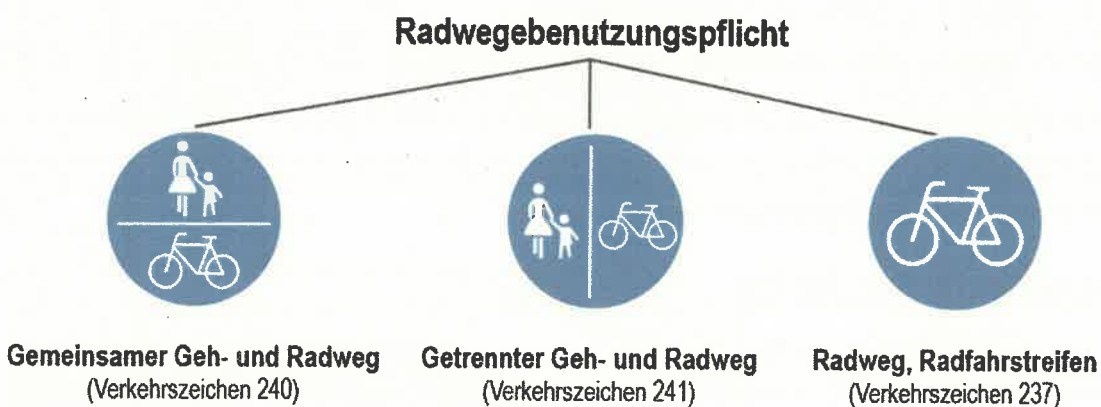 Radwegebenutzungspflicht
Gemeinsamer Geh- und Radweg
(Verkehrszeichen 240)
Getrennter Geh- und Radweg
(Verkehrszeichen 241)
Radweg, Radfahrstreifen
(Verkehrszeichen 237)